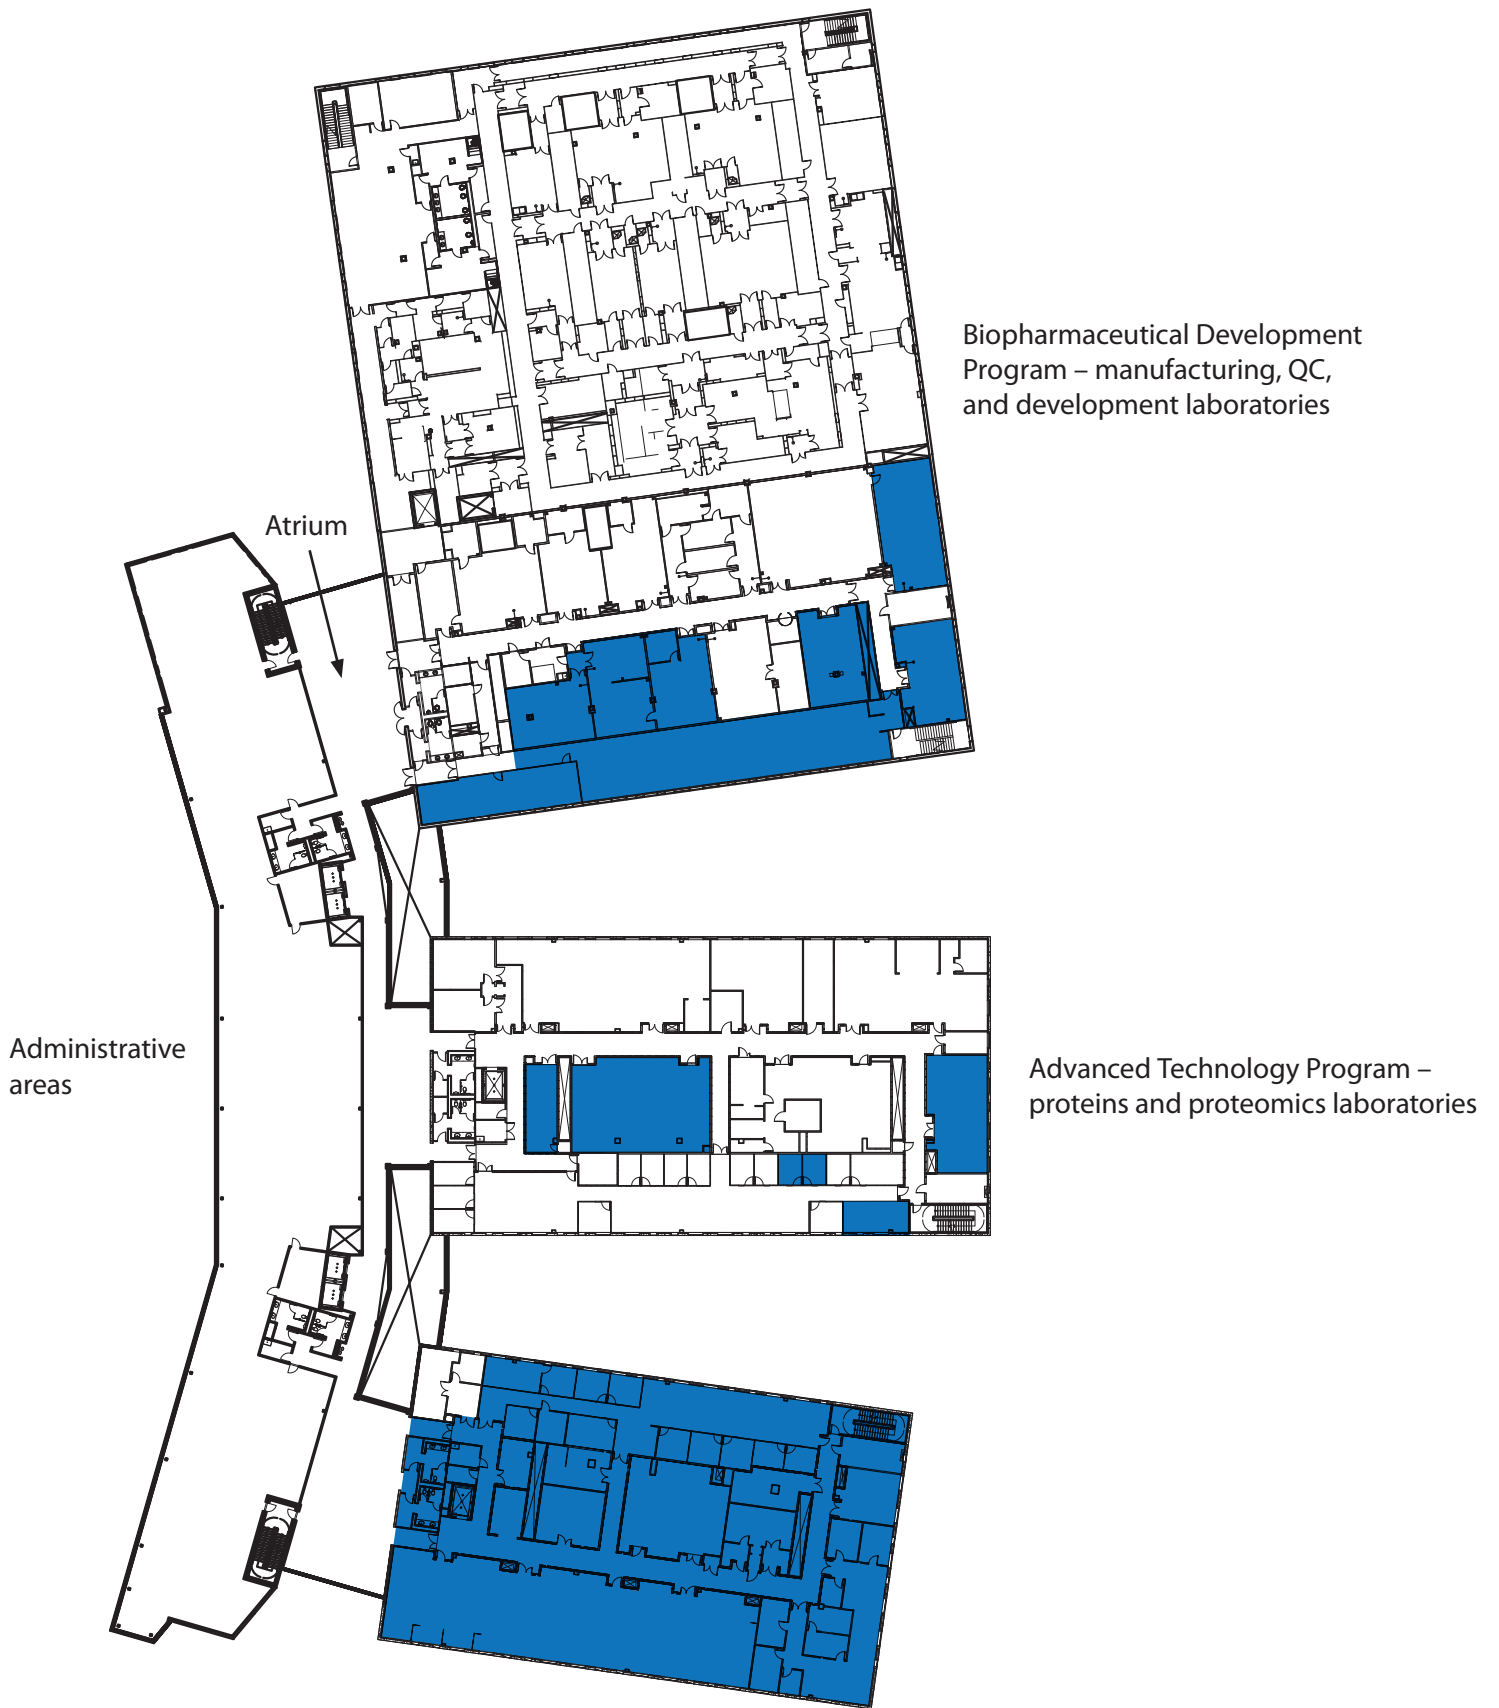 Biopharmaceutical Development
Program – manufacturing, QC,
and development laboratories
Atrium
Administrative
areas
Advanced Technology Program –
proteins and proteomics laboratories